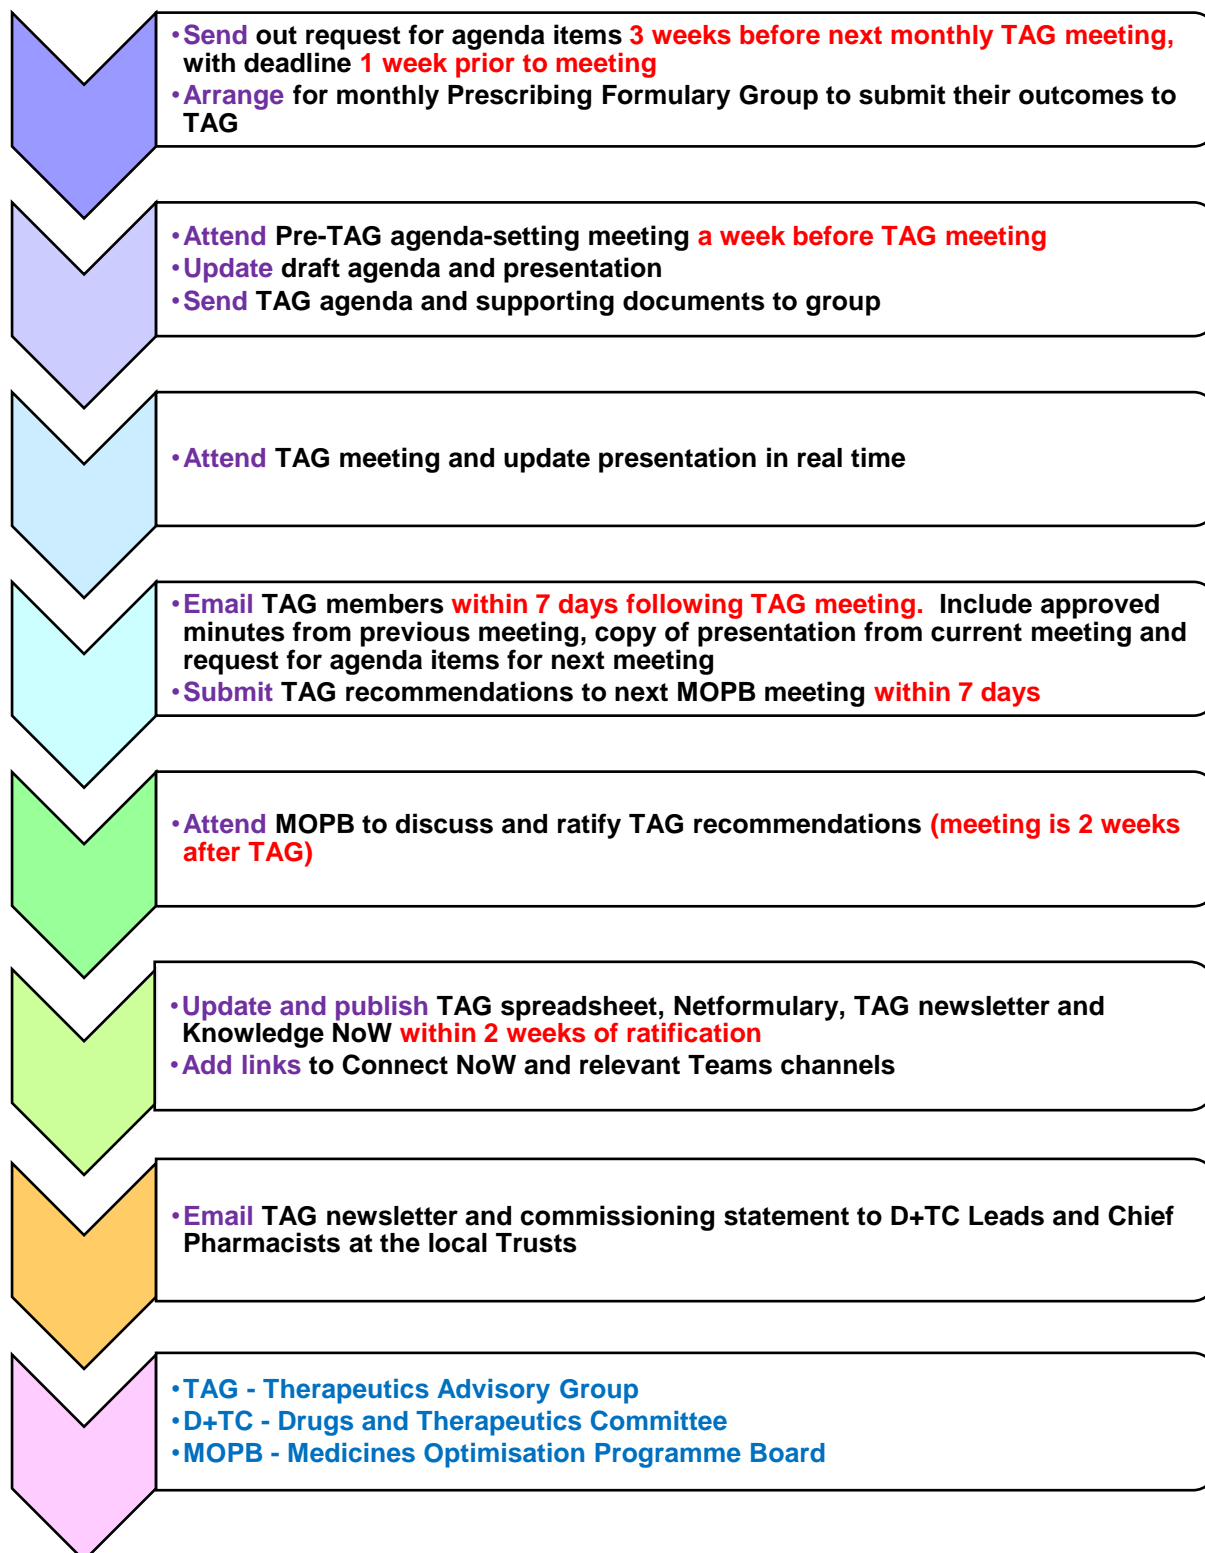 •Send out request for agenda items 3 weeks before next monthly TAG meeting,
with deadline 1 week prior to meeting
•Arrange for monthly Prescribing Formulary Group to submit their outcomes to
TAG
•Attend Pre-TAG agenda-setting meeting a week before TAG meeting
•Update draft agenda and presentation
•Send TAG agenda and supporting documents to group
•Attend TAG meeting and update presentation in real time
•Email TAG members within 7 days following TAG meeting. Include approved
minutes from previous meeting, copy of presentation from current meeting and
request for agenda items for next meeting
•Submit TAG recommendations to next MOPB meeting within 7 days
•Attend MOPB to discuss and ratify TAG recommendations (meeting is 2 weeks
after TAG)
•Update and publish TAG spreadsheet, Netformulary, TAG newsletter and
Knowledge NoW within 2 weeks of ratification
•Add links to Connect NoW and relevant Teams channels
•Email TAG newsletter and commissioning statement to D+TC Leads and Chief
Pharmacists at the local Trusts
•TAG - Therapeutics Advisory Group
•D+TC - Drugs and Therapeutics Committee
•MOPB - Medicines Optimisation Programme Board